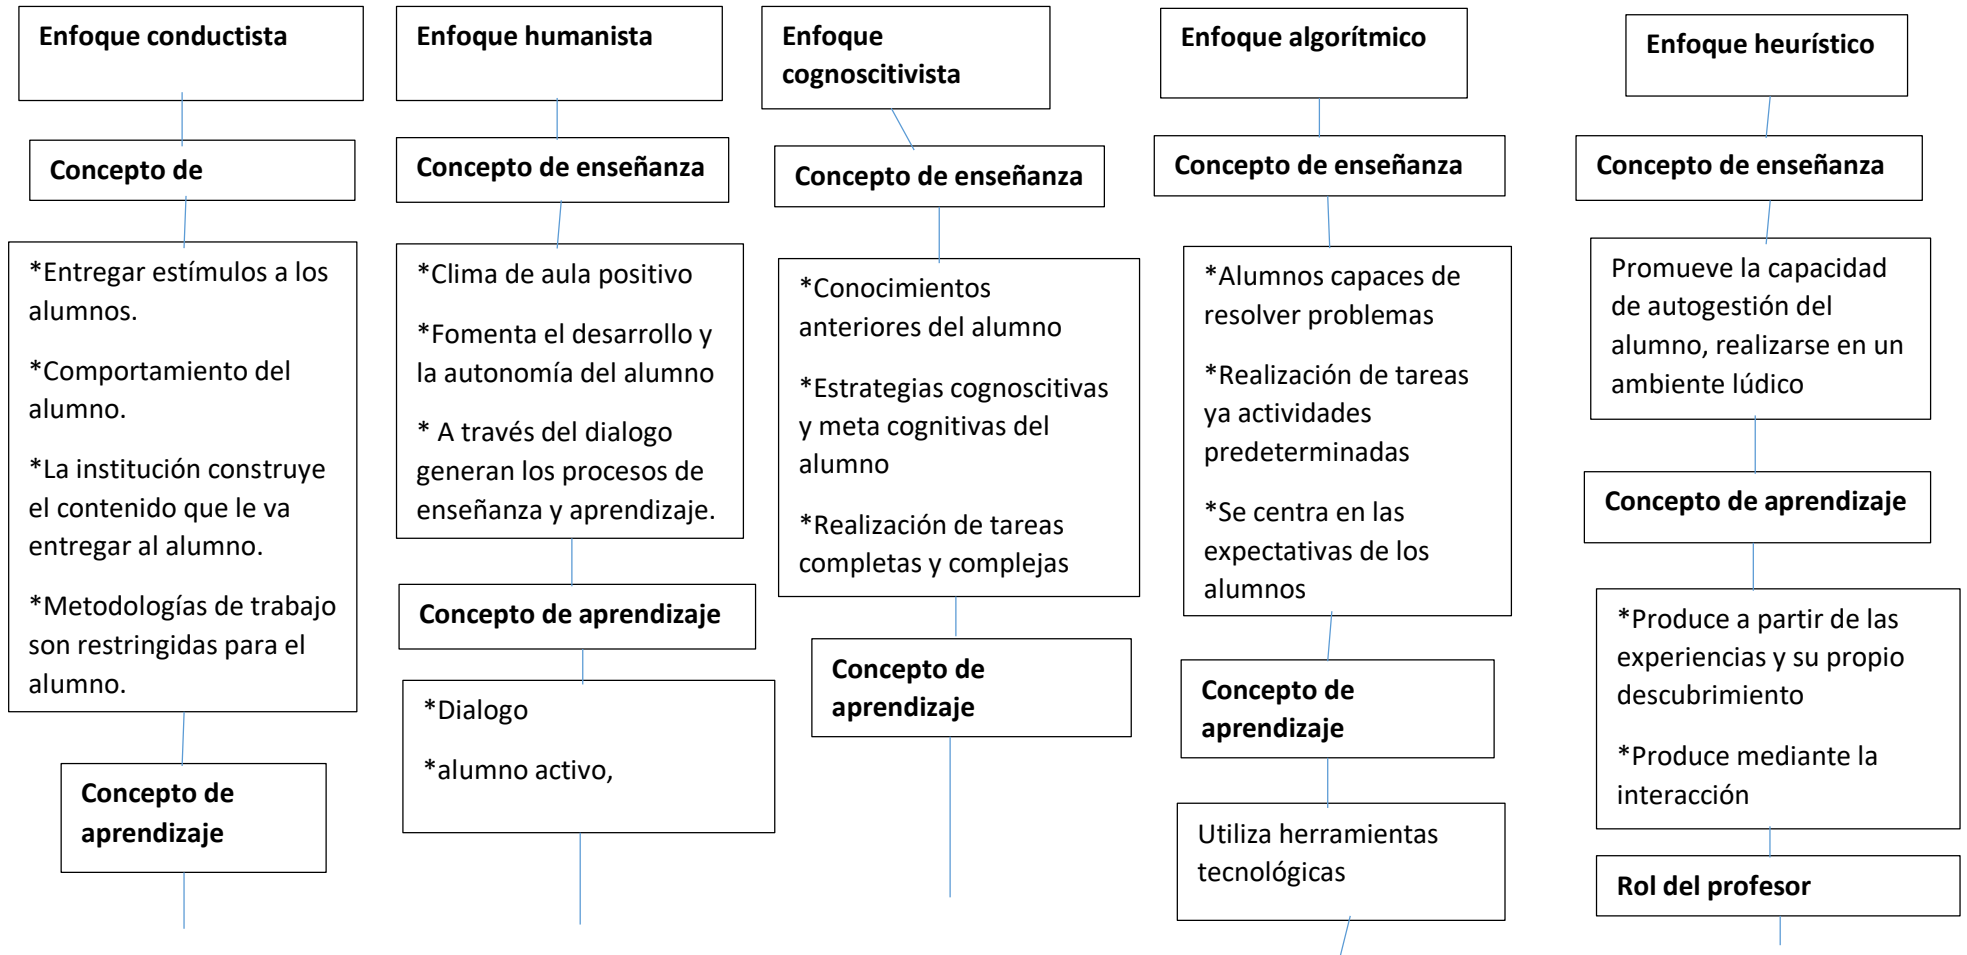 Enfoque conductista
Concepto de
*Entregar estímulos a los
alumnos.
*Comportamiento del
alumno.
*La institución construye
el contenido que le va
entregar al alumno.
*Metodologías de trabajo
son restringidas para el
alumno.
Concepto de
aprendizaje
Enfoque humanista
Concepto de enseñanza
*Clima de aula positivo
*Fomenta el desarrollo y
la autonomía del alumno
* A través del dialogo
generan los procesos de
enseñanza y aprendizaje.
Concepto de aprendizaje
*Dialogo
*alumno activo,
Enfoque
cognoscitivista
Concepto de enseñanza
*Conocimientos
anteriores del alumno
*Estrategias cognoscitivas
y meta cognitivas del
alumno
*Realización de tareas
completas y complejas
Concepto de
aprendizaje
Enfoque algorítmico
Concepto de enseñanza
*Alumnos capaces de
resolver problemas
*Realización de tareas
ya actividades
predeterminadas
*Se centra en las
expectativas de los
alumnos
Concepto de
aprendizaje
Utiliza herramientas
tecnológicas
Enfoque heurístico
Concepto de enseñanza
Promueve la capacidad
de autogestión del
alumno, realizarse en un
ambiente lúdico
Concepto de aprendizaje
*Produce a partir de las
experiencias y su propio
descubrimiento
*Produce mediante la
interacción
Rol del profesor